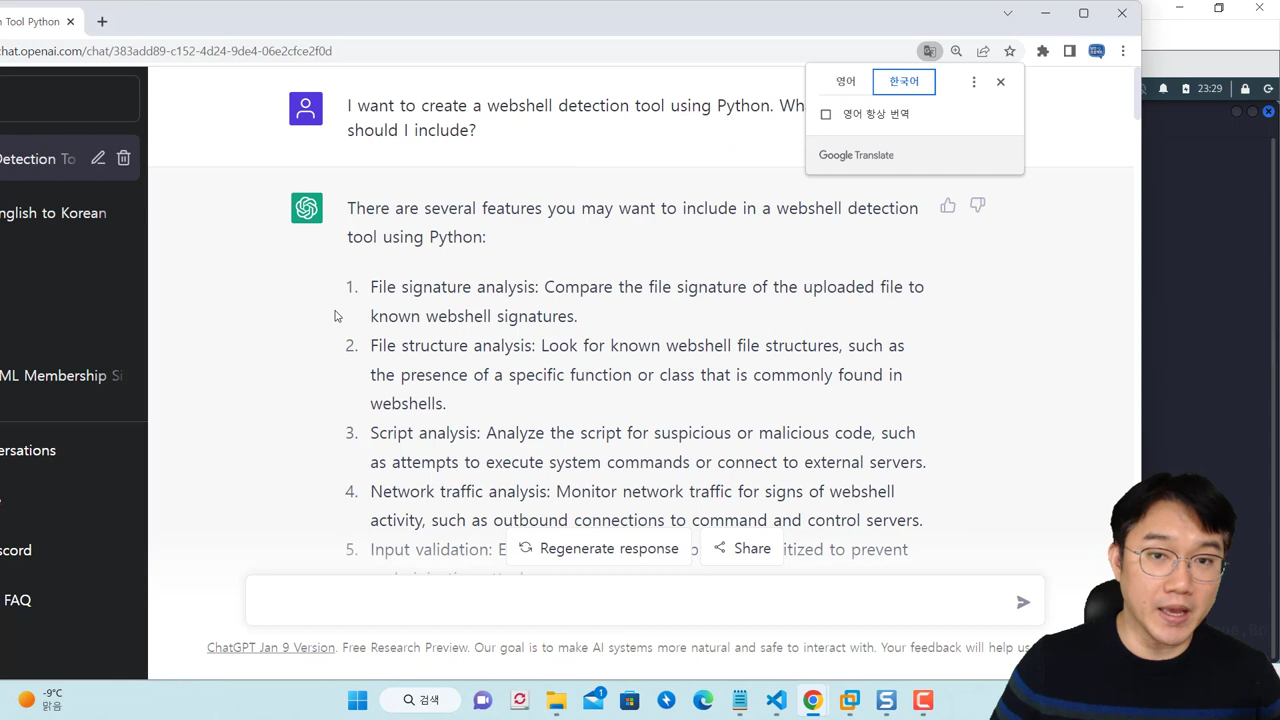 n Tool Python
chat.openai.com/chat/383add89-c152-4d24-9de4-06e2cfce2f0d
영어
한국어
영어 항상 번역
Google Translate
23:29
I want to create a webshell detection tool using Python.
should I include?
Detection To
nglish to Korean
ML Membership Si
ersations
scord
FAQ
There are several features you may want to include in a webshell detection
tool using Python:
1. File signature analysis: Compare the file signature of the uploaded file to
known webshell signatures.
2. File structure analysis: Look for known webshell file structures, such as
the presence of a specific function or class that is commonly found in
webshells.
3. Script analysis: Analyze the script for suspicious or malicious code, such
as attempts to execute system commands or connect to external servers.
4. Network traffic analysis: Monitor network traffic for signs of webshell
activity, such as outbound connections to command and control servers.
5. Input validation: E
itized to prevent
Regenerate response
Share
ChatGPT Jan 9 Version. Free Research Preview. Our goal is to make AI systems more natural and safe to interact with. Your feedback will help us
-9°C
맑음
검색
1